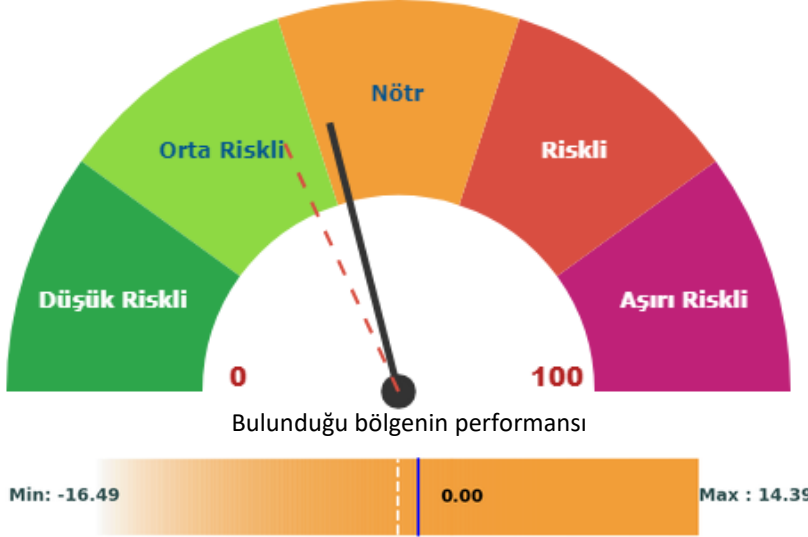 Nötr
Orta Riskli
Riskli
Düşük Riskli
Aşırı Riskli
0
100
Bulunduğu bölgenin performansı
Min: -16.49
0.00
Max : 14.39